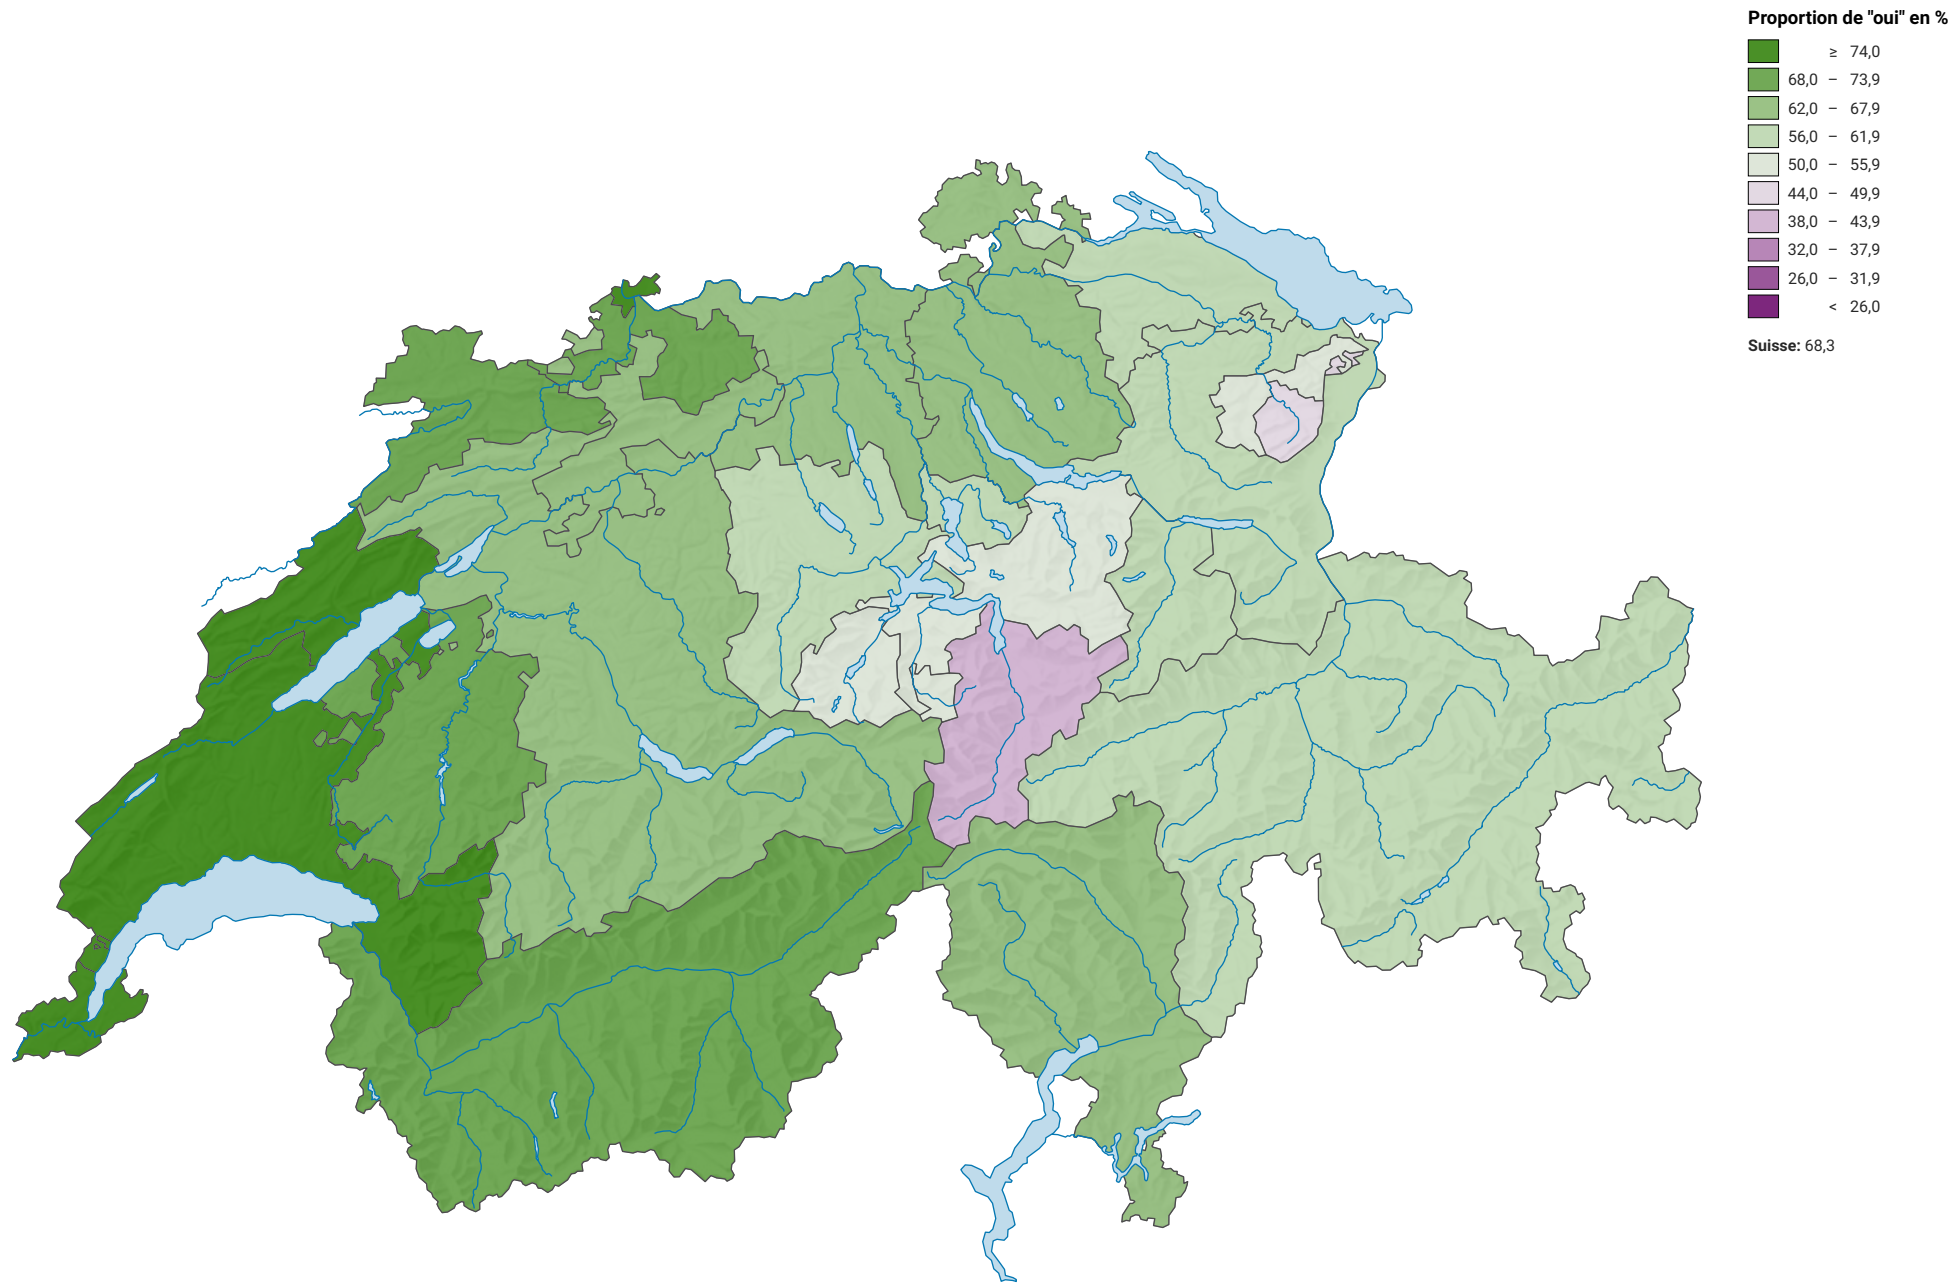 Proportion de "oui" en %
≥ 74,0
68,0 – 73,9
62,0 – 67,9
56,0 – 61,9
50,0 – 55,9
44,0 – 49,9
38,0 – 43,9
32,0 – 37,9
26,0 – 31,9
< 26,0
Suisse: 68,3